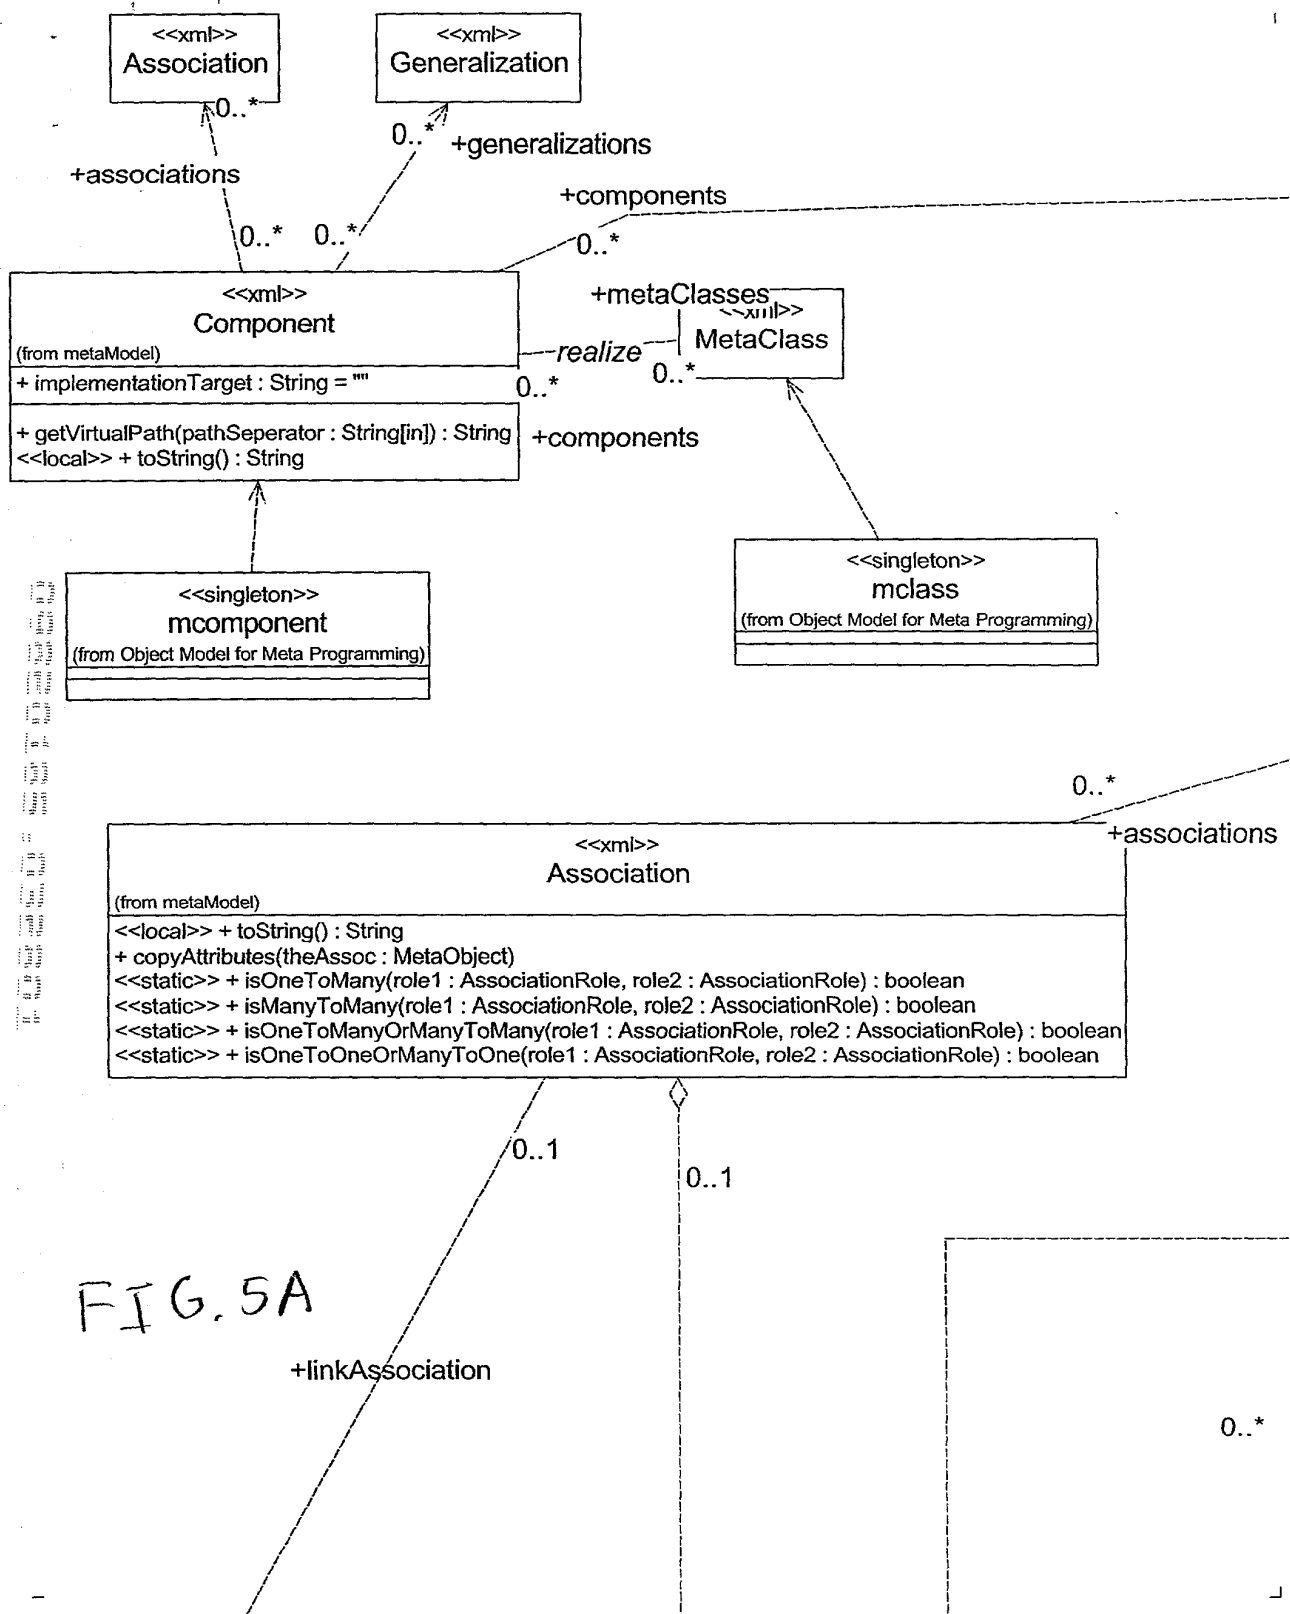 <<xml>>
Association
<<xml>>
Generalization
0..*
0..*
+generalizations
+associations
+components
0..*
0..*
0..*
<<xml>>
Component
(from metaModel)
+ implementationTarget : String = ""
+ getVirtualPath(pathSeperator : String[in]) : String
<<local>> + toString() : String
+metaClasses
<<xml>>
MetaClass
realize
0..*
0..*
+components
<<singleton>>
mcomponent
(from Object Model for Meta Programming)
<<singleton>>
mclass
(from Object Model for Meta Programming)
0..*
+associations
<<xml>>
Association
(from metaModel)
<<local>> + toString() : String
+ copyAttributes(theAssoc : MetaObject)
<<static>> + isOneToMany(role1 : AssociationRole, role2 : AssociationRole) : boolean
<<static>> + isManyToMany(role1 : AssociationRole, role2 : AssociationRole) : boolean
<<static>> + isOneToManyOrManyToMany(role1 : AssociationRole, role2 : AssociationRole) : boolean
<<static>> + isOneToOneOrManyToOne(role1 : AssociationRole, role2 : AssociationRole) : boolean
0..1
0..1
FIG. 5A
+linkAssociation
0..*